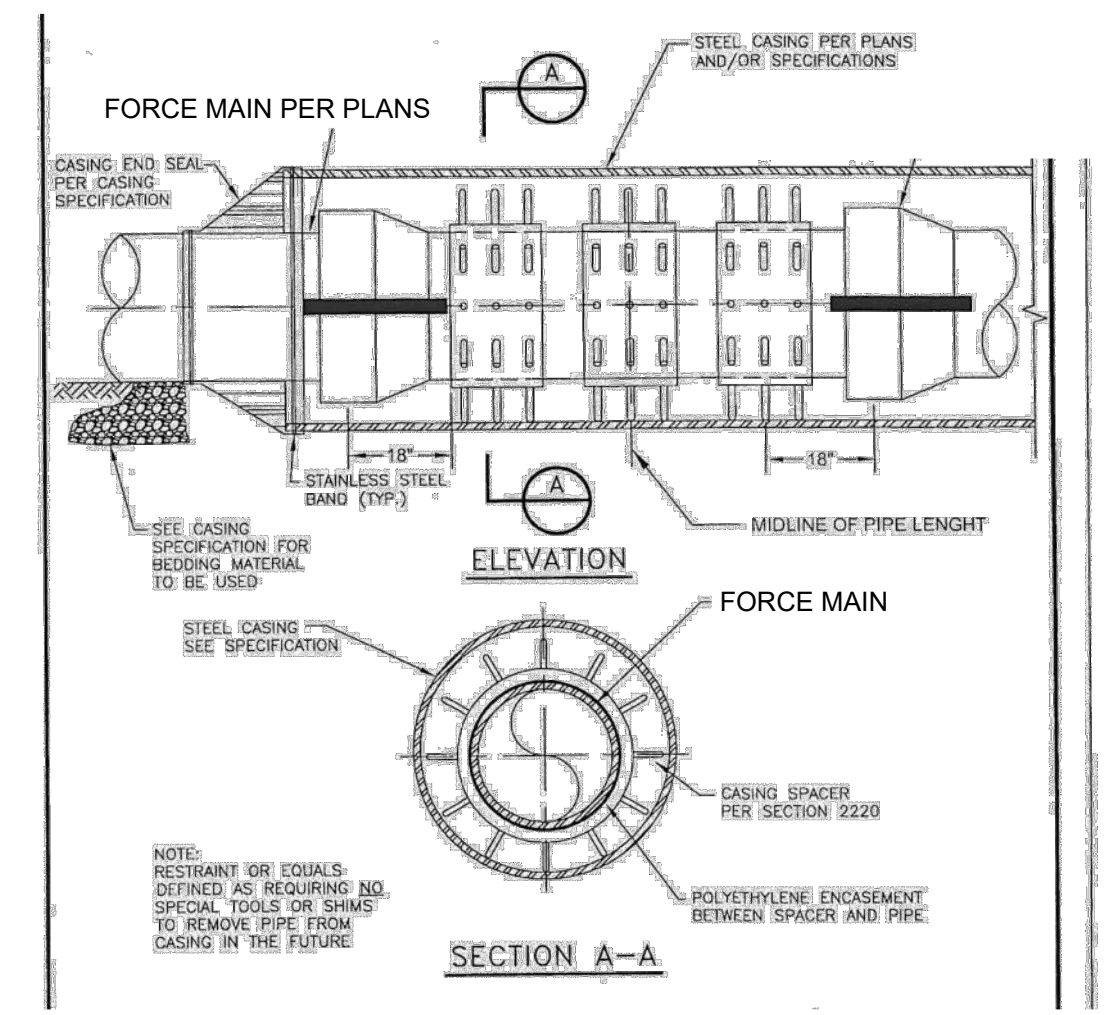 STEEL CASING PER PLANS
AND/OR SPECIFICATIONS
A
FORCE MAIN PER PLANS
CASING END SEAL
PER CASING
SPECIFICATION
18"
18"
STAINLESS STEEL
BAND (TYP.)
A
MIDLINE OF PIPE LENGHT
SEE CASING
SPECIFICATION FOR
BEDDING MATERIAL
TO BE USED
ELEVATION
FORCE MAIN
STEEL CASING
SEE SPECIFICATION
CASING SPACER
PER SECTION 2220
NOTE:
RESTRAINT OR EQUALS
DEFINED AS REQUIRING NO
SPECIAL TOOLS OR SHIMS
TO REMOVE PIPE FROM
CASING IN THE FUTURE
POLYETHYLENE ENCASEMENT
BETWEEN SPACER AND PIPE
SECTION A-A